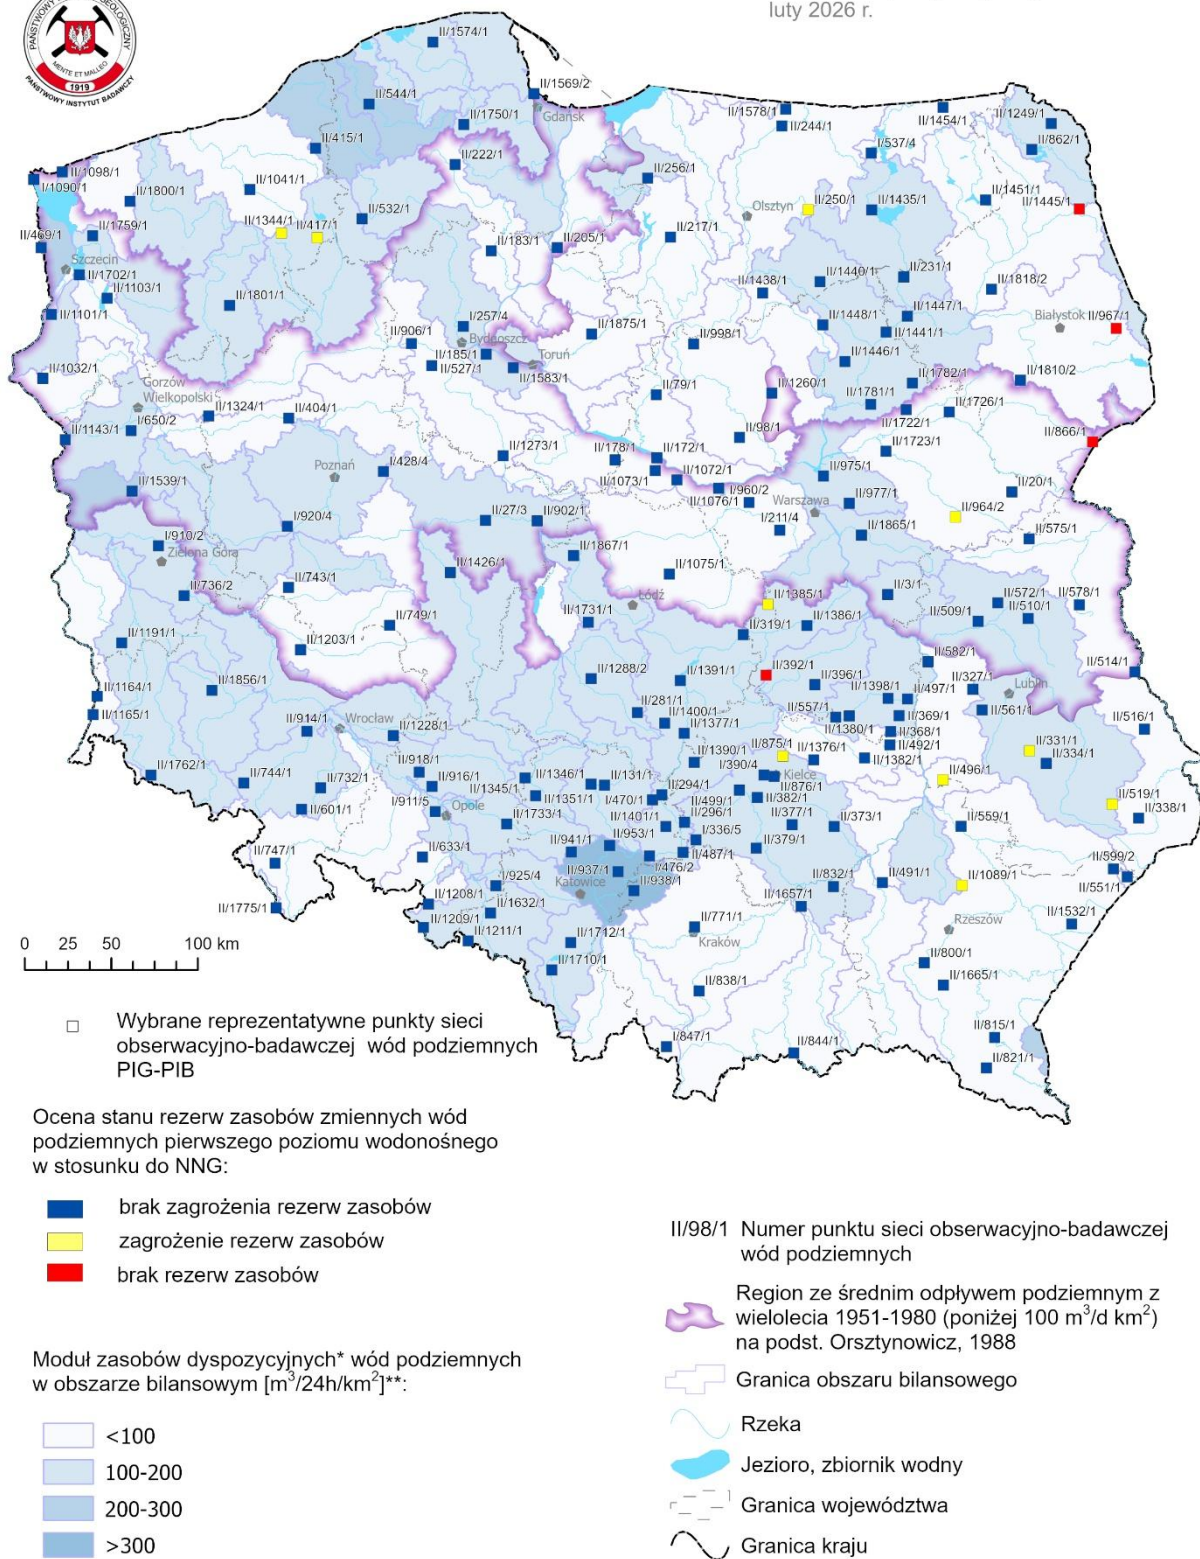 PAŃSTWOWY INSTYTUT GEOLOGICZNY
MENTE ET MALLEO
1919
PAŃSTWOWY INSTYTUT BADAWCZY
luty 2026 r.
II/1574/1
II/544/1
II/1569/2
Gdańsk
II/1750/1
II/415/1
II/222/1
II/1578/1
II/244/1
II/1454/1
II/1249/1
II/862/1
I/537/4
II/256/1
II/1098/1
I/1090/1
II/1800/1
II/1041/1
II/1344/1
II/417/1
II/532/1
II/183/1
II/205/1
II/217/1
Olsztyn
II/250/1
II/1435/1
II/1451/1
II/1445/1
II/1759/1
II/469/1
Szczecin
II/1702/1
II/1103/1
II/1101/1
II/1801/1
II/1438/1
II/1440/1
II/231/1
II/1818/2
II/1447/1
II/1448/1
II/1441/1
II/1446/1
Białystok
II/967/1
II/257/4
II/906/1
Bydgoszcz
II/185/1
II/527/1
Toruń
II/1583/1
II/1875/1
II/998/1
II/1032/1
Gorzów
Wielkopolski
II/1324/1
II/404/1
I/650/2
II/1143/1
II/79/1
II/1260/1
II/1781/1
II/1782/1
II/1722/1
II/1726/1
II/1810/2
II/866/1
II/1723/1
II/98/1
II/1273/1
II/178/1
II/172/1
II/1073/1
II/1072/1
II/1076/1
I/960/2
Warszawa
I/211/4
II/975/1
II/977/1
II/1865/1
II/964/2
II/20/1
II/575/1
Poznań
I/428/4
II/1539/1
I/920/4
I/910/2
Zielona Góra
II/736/2
II/743/1
II/27/3
II/902/1
II/1867/1
II/1426/1
II/1075/1
Łódź
II/1731/1
II/749/1
II/1203/1
II/1191/1
II/1385/1
II/1386/1
II/319/1
II/3/1
II/509/1
II/572/1
II/510/1
II/578/1
II/514/1
II/582/1
II/327/1
Lublin
II/561/1
II/516/1
II/1164/1
II/1165/1
II/1856/1
II/914/1
Wrocław
II/1228/1
II/1288/2
II/1391/1
II/392/1
II/396/1
II/1398/1
II/497/1
II/281/1
II/1400/1
II/1377/1
II/557/1
II/1380/1
II/369/1
II/368/1
II/492/1
II/1382/1
II/331/1
II/334/1
II/1762/1
II/744/1
II/732/1
II/601/1
II/918/1
II/916/1
I/911/5
Opole
II/1345/1
II/1346/1
II/1351/1
II/131/1
II/1733/1
I/470/1
II/1401/1
II/294/1
II/296/1
I/336/5
II/487/1
II/499/1
II/1390/1
I/390/4
II/875/1
II/1376/1
Kielce
II/876/1
II/382/1
II/377/1
II/379/1
II/373/1
II/496/1
II/559/1
II/519/1
II/338/1
II/747/1
II/1775/1
II/633/1
II/941/1
II/953/1
II/937/1
Katowice
I/476/2
II/938/1
I/925/4
II/1208/1
II/1209/1
II/1632/1
II/1211/1
II/1712/1
II/1710/1
II/771/1
Kraków
II/838/1
II/1657/1
II/832/1
II/491/1
II/1089/1
Rzeszów
II/599/2
II/551/1
II/1532/1
II/800/1
II/1665/1
II/815/1
II/821/1
I/847/1
II/844/1
0 25 50 100 km
Wybrane reprezentatywne punkty sieci
obserwacyjno-badawczej wód podziemnych
PIG-PIB
Ocena stanu rezerw zasobów zmiennych wód
podziemnych pierwszego poziomu wodonośnego
w stosunku do NNG:
brak zagrożenia rezerw zasobów
zagrożenie rezerw zasobów
brak rezerw zasobów
Moduł zasobów dyspozycyjnych* wód podziemnych
w obszarze bilansowym [m³/24h/km²]**:
<100
100-200
200-300
>300
II/98/1 Numer punktu sieci obserwacyjno-badawczej
wód podziemnych
Region ze średnim odpływem podziemnym z
wielolecia 1951-1980 (poniżej 100 m³/d km²)
na podst. Orsztynowicz, 1988
Granica obszaru bilansowego
Rzeka
Jezioro, zbiornik wodny
Granica województwa
Granica kraju